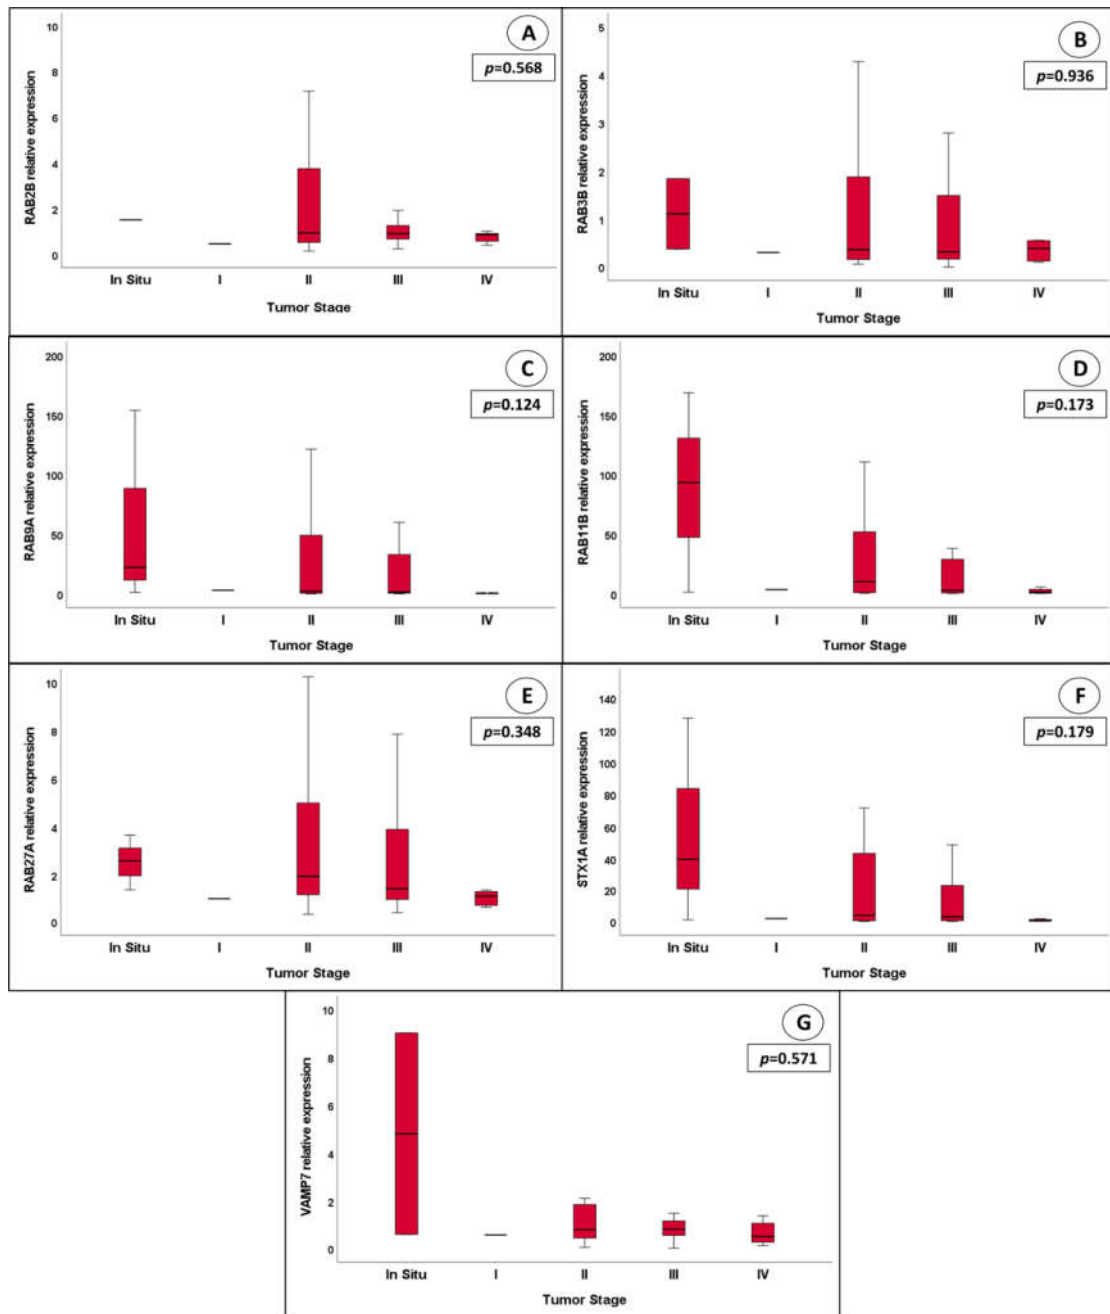 A
p=0.568
RAB2B relative expression
10
8
6
4
2
0
In Situ I II III IV
Tumor Stage
B
p=0.936
RAB3B relative expression
5
4
3
2
1
0
In Situ I II III IV
Tumor Stage
C
p=0.124
RAB9A relative expression
200
150
100
50
0
In Situ I II III IV
Tumor Stage
D
p=0.173
RAB11B relative expression
200
150
100
50
0
In Situ I II III IV
Tumor Stage
E
p=0.348
RAB27A relative expression
10
8
6
4
2
0
In Situ I II III IV
Tumor Stage
F
p=0.179
STX1A relative expression
140
120
100
80
60
40
20
0
In Situ I II III IV
Tumor Stage
G
p=0.571
VAMP7 relative expression
10
8
6
4
2
0
In Situ I II III IV
Tumor Stage